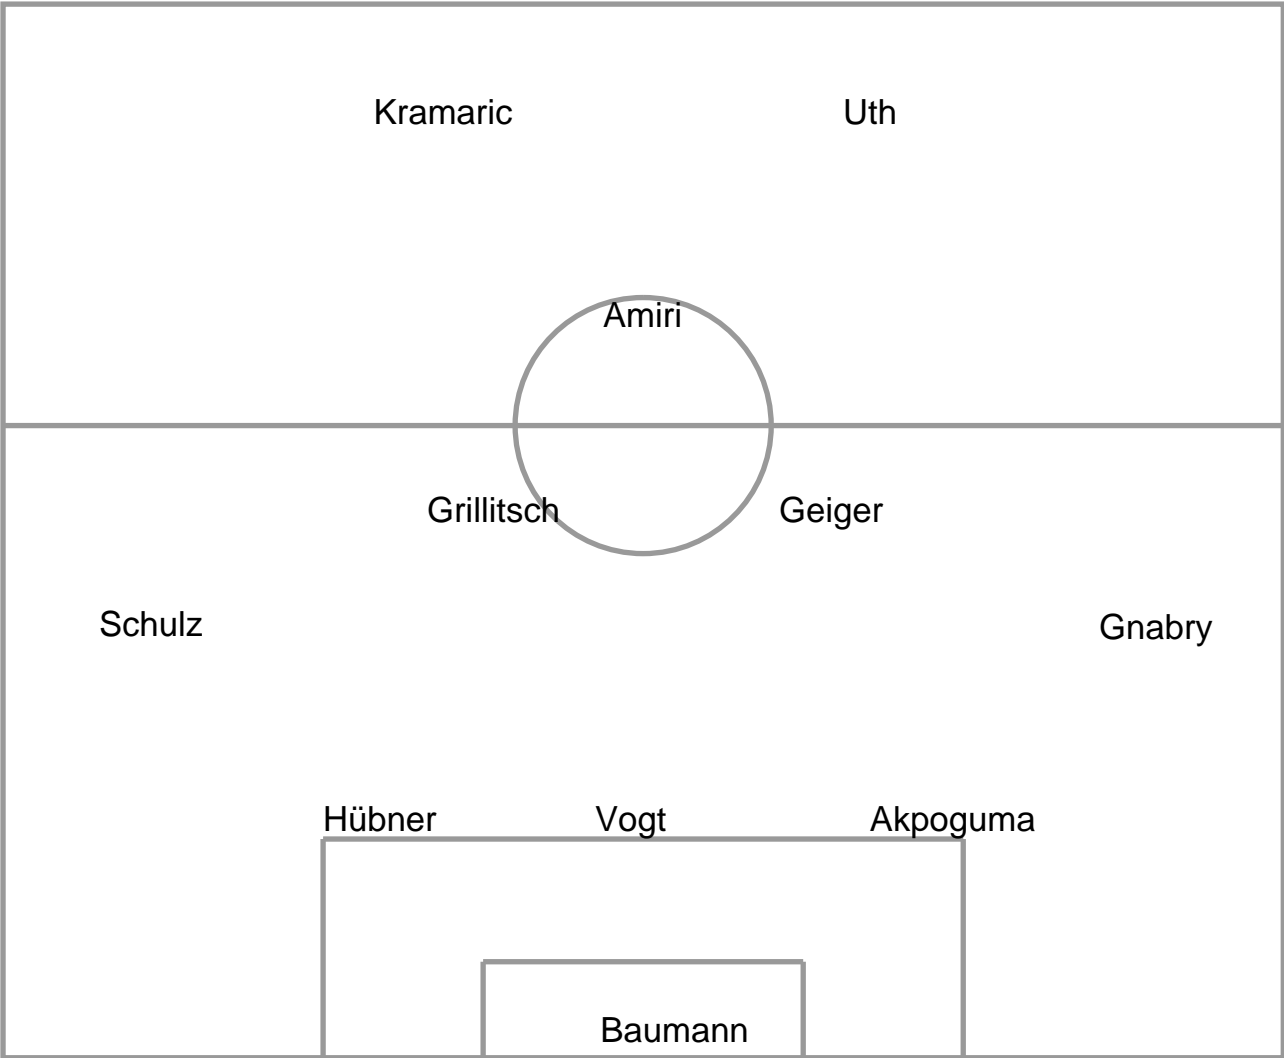 Kramaric Uth
Amiri
Grillitsch Geiger
Schulz Gnabry
Hübner Vogt Akpoguma
Baumann